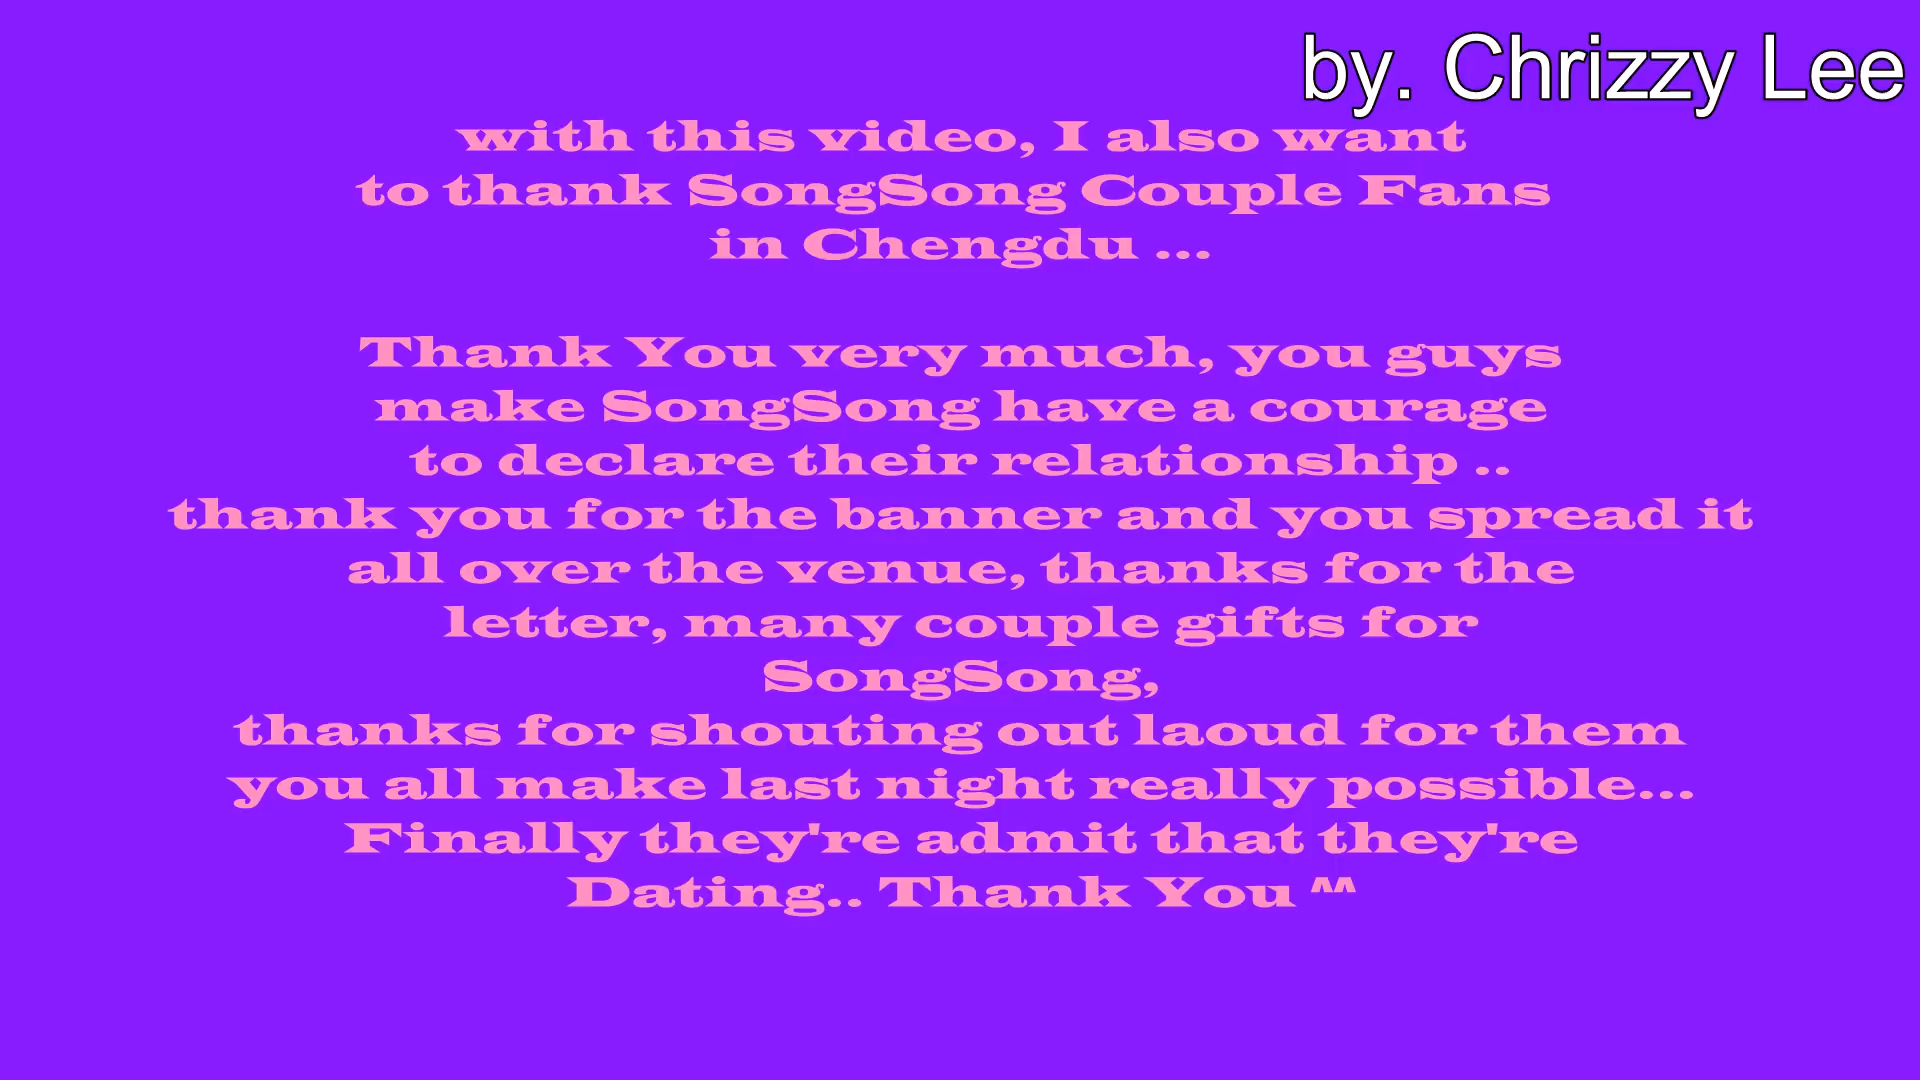 by. Chrizzy Lee
with this video, I also want
to thank SongSong Couple Fans
in Chengdu ...
Thank You very much, you guys
make SongSong have a courage
to declare their relationship ..
thank you for the banner and you spread it
all over the venue, thanks for the
letter, many couple gifts for
SongSong,
thanks for shouting out laoud for them
you all make last night really possible...
Finally they're admit that they're
Dating.. Thank You ^^